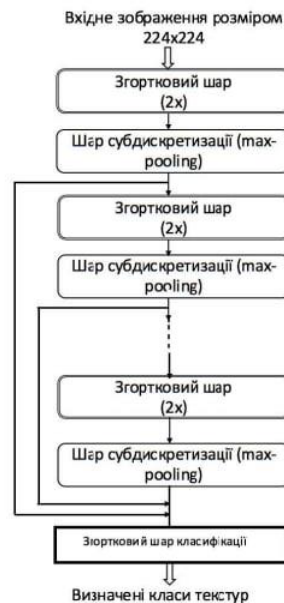 Вхідне зображення розміром
224x224
Згортковий шар
(2x)
Шар субдискретизації (max-
pooling)
Згортковий шар
(2x)
Шар субдискретизації (max-
pooling)
Згортковий шар
(2x)
Шар субдискретизації (max-
pooling)
Згортковий шар класифікації
Визначені класи текстур